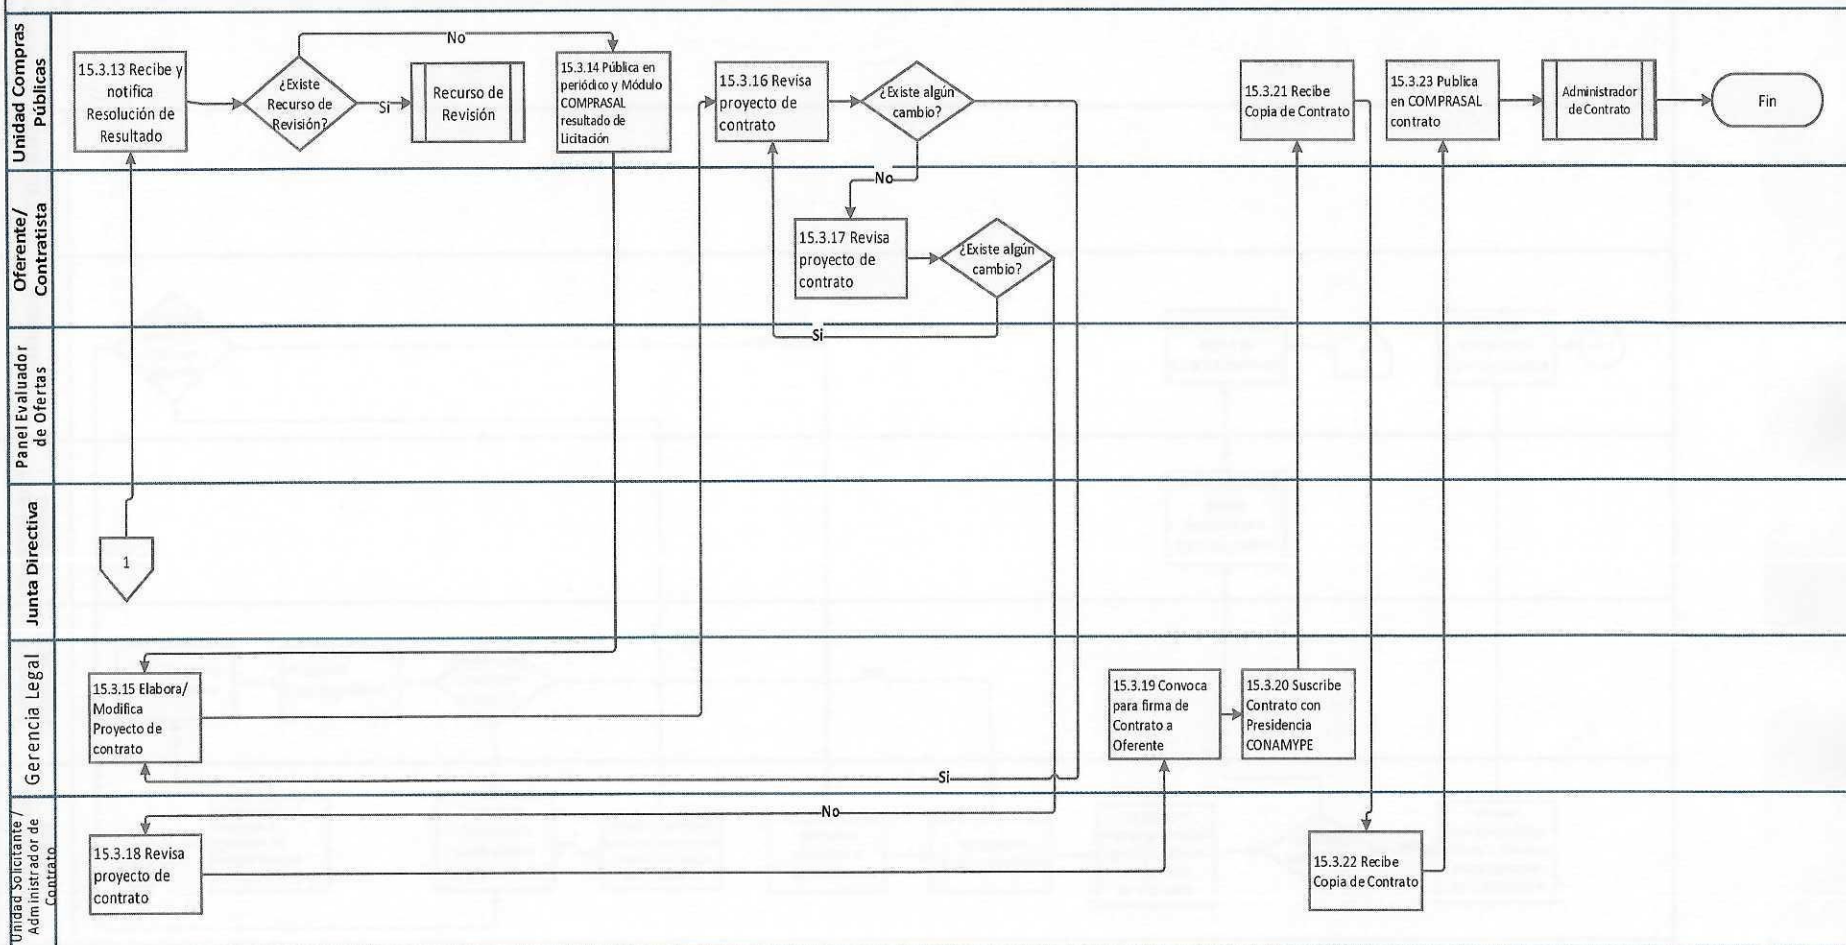 Unidad Compras
Públicas
15.3.13 Recibe y
notifica
Resolución de
Resultado
¿Existe
Recurso de
Revisión?
No
Si
Recurso de
Revisión
15.3.14 Pública en
periódico y Módulo
COMPRASAL
resultado de
Licitación
15.3.16 Revisa
proyecto de
contrato
¿Existe algún
cambio?
No
15.3.21 Recibe
Copia de Contrato
15.3.23 Publica
en COMPRASAL
contrato
Administrador
de Contrato
Fin
Oferente/
Contratista
15.3.17 Revisa
proyecto de
contrato
¿Existe algún
cambio?
Si
Panel Evaluador
de Ofertas
Junta Directiva
1
Gerencia Legal
15.3.15 Elabora/
Modifica
Proyecto de
contrato
Si
15.3.19 Convoca
para firma de
Contrato a
Oferente
15.3.20 Suscribe
Contrato con
Presidencia
CONAMYPE
Unidad Solicitante /
Administrador de
Contrato
No
15.3.18 Revisa
proyecto de
contrato
15.3.22 Recibe
Copia de Contrato